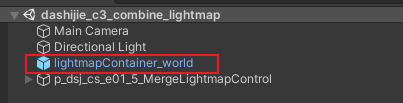 dashijie_c3_combine_lightmap
Main Camera
Directional Light
lightmapContainer_world
p_dsj_cs_e01_5_MergeLightmapControl